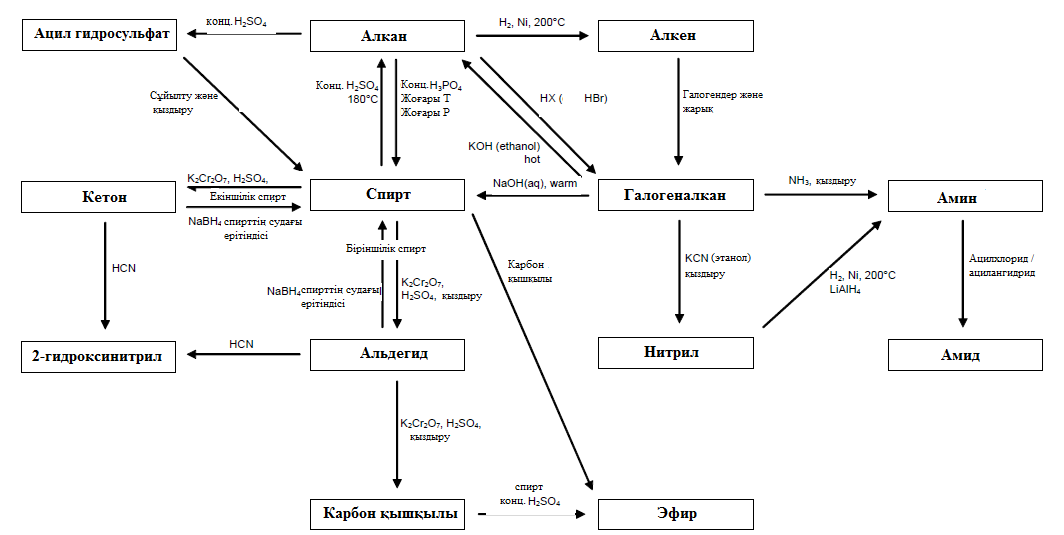 Ацил гидросульфат
конц. H2SO4
Алкан
H2, Ni, 200°C
Алкен
Сұйылту және
қыздыру
Конц. H2SO4
180°C
Конц.H3PO4
Жоғары Т
Жоғары Р
HX ( HBr)
KOH (ethanol)
hot
Галогендер және
жарық
Кетон
K2Cr2O7, H2SO4,
Екіншілік спирт
NaBH4 спирттін судағы
ерітіндісі
Спирт
NaOH(aq), warm
Галогеналкан
NH3, қыздыру
Амин
HCN
Біріншілік спирт
NaBH4спирттін судағы
ерітіндісі
K2Cr2O7,
H2SO4, қыздыру
Карбон
қышқылы
KCN (этанол)
қыздыру
H2, Ni, 200°C
LiAlH4
Ацилхлорид /
ацилангидрид
2-гидроксинитрил
HCN
Альдегид
Нитрил
Амид
K2Cr2O7, H2SO4,
қыздыру
Карбон қышқылы
спирт
конц. H2SO4
Эфир